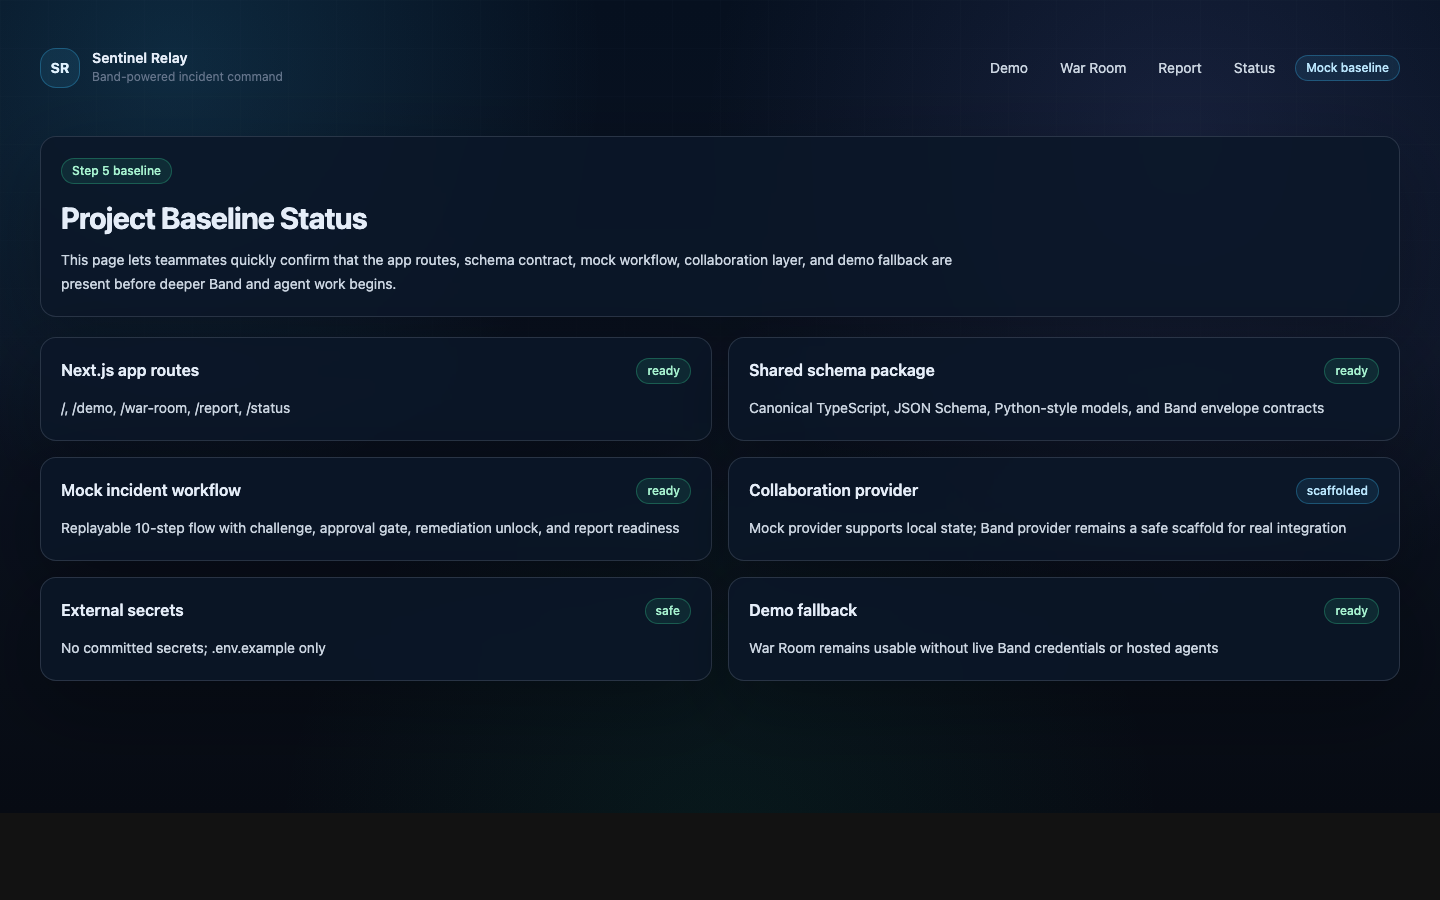 SR
Sentinel Relay
Band-powered incident command
Demo
War Room
Report
Status
Mock baseline
Step 5 baseline
Project Baseline Status
This page lets teammates quickly confirm that the app routes, schema contract, mock workflow, collaboration layer, and demo fallback are
present before deeper Band and agent work begins.
Next.js app routes
ready
/, /demo, /war-room, /report, /status
Shared schema package
ready
Canonical TypeScript, JSON Schema, Python-style models, and Band envelope contracts
Mock incident workflow
ready
Replayable 10-step flow with challenge, approval gate, remediation unlock, and report readiness
Collaboration provider
scaffolded
Mock provider supports local state; Band provider remains a safe scaffold for real integration
External secrets
safe
No committed secrets; .env.example only
Demo fallback
ready
War Room remains usable without live Band credentials or hosted agents